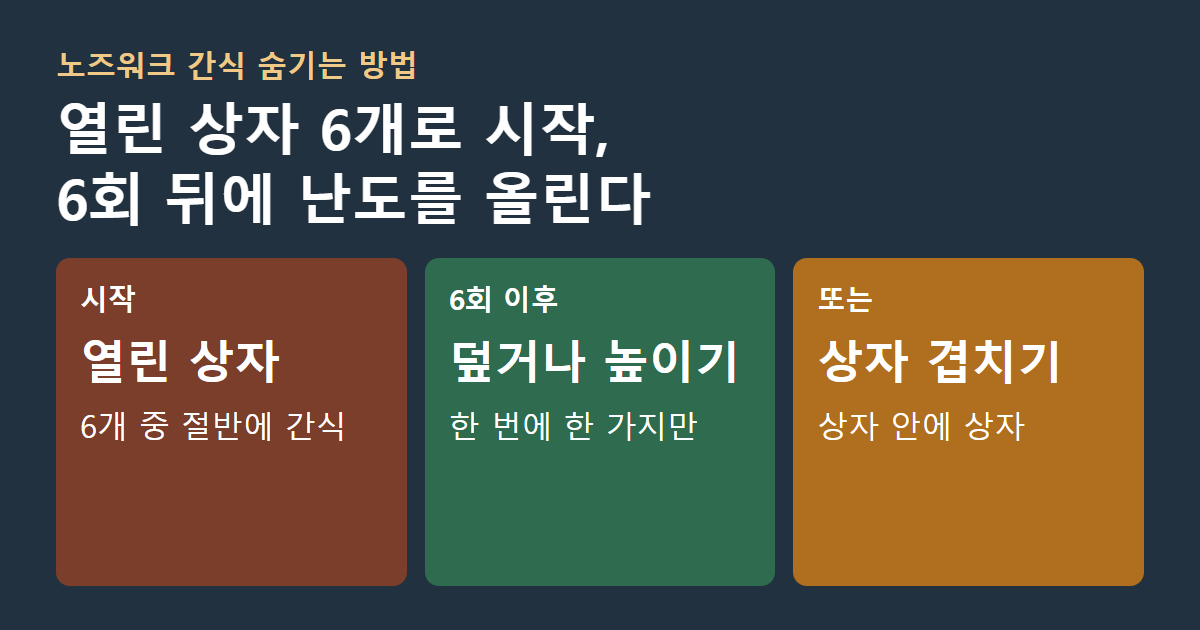 노즈워크 간식 숨기는 방법
열린 상자 6개로 시작,
6회 뒤에 난도를 올린다
시작
열린 상자
6개 중 절반에 간식
6회 이후
덮거나 높이기
한 번에 한 가지만
또는
상자 겹치기
상자 안에 상자